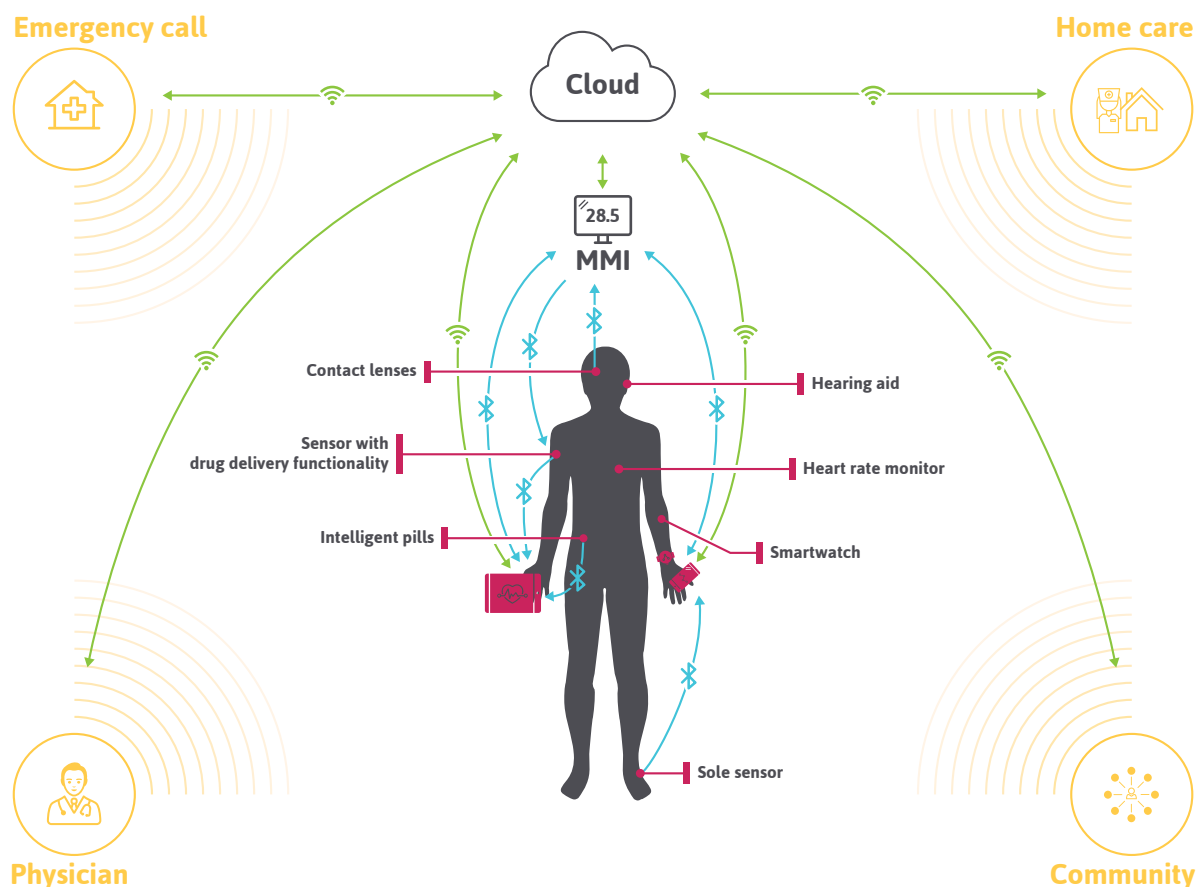 Emergency call
Home care
Cloud
28.5
MMI
Contact lenses
Hearing aid
Sensor with
drug delivery functionality
Heart rate monitor
Intelligent pills
Smartwatch
Sole sensor
Physician
Community